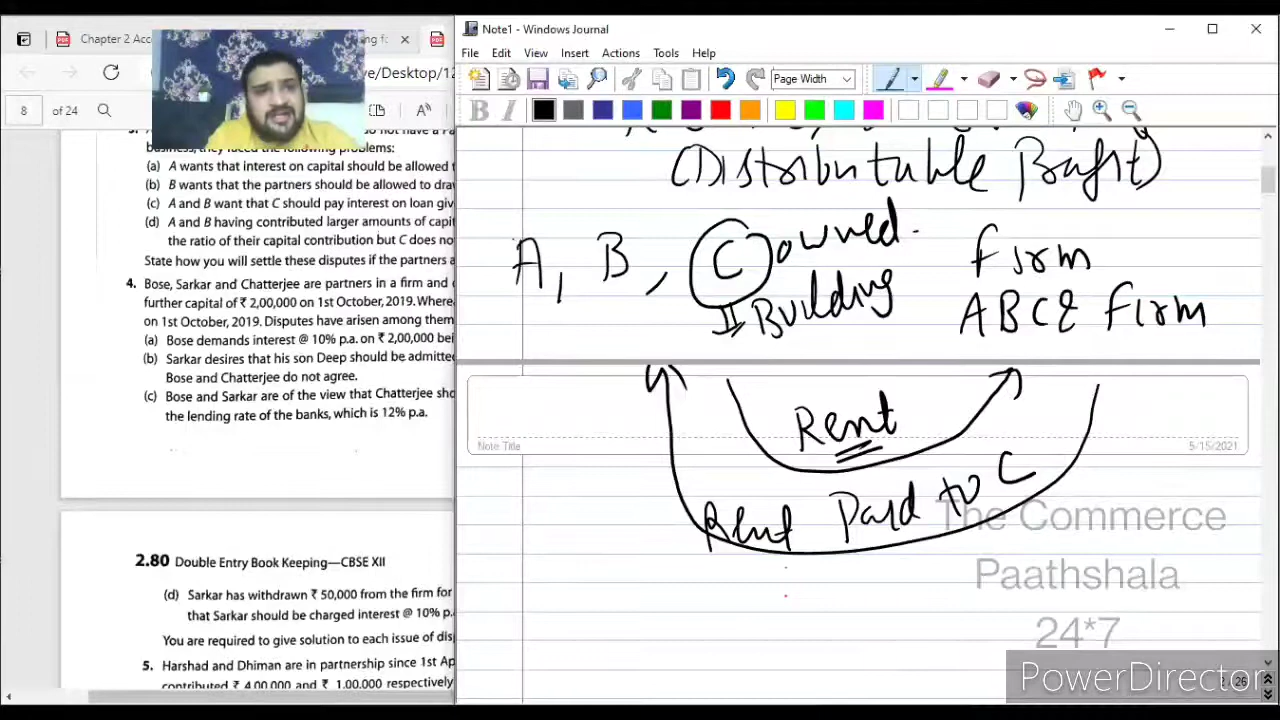 Note1 - Windows Journal
Chapter 2 Acc
File Edit View Insert Actions Tools Help
ve/Desktop/12
8 of 24
Page Width
B I
do not have a Pa
business, they faced the following problems:
(a) A wants that interest on capital should be allowed t
(b) B wants that the partners should be allowed to dra
(c) A and B want that C should pay interest on loan giv
(d) A and B having contributed larger amounts of capit
the ratio of their capital contribution but C does no
State how you will settle these disputes if the partners a
4. Bose, Sarkar and Chatterjee are partners in a firm and
further capital of ₹ 2,00,000 on 1st October, 2019. Where
on 1st October, 2019. Disputes have arisen among them
(a) Bose demands interest @ 10% p.a. on ₹ 2,00,000 bei
(b) Sarkar desires that his son Deep should be admitted
Bose and Chatterjee do not agree.
(c) Bose and Sarkar are of the view that Chatterjee sho
the lending rate of the banks, which is 12% p.a.
2.80 Double Entry Book Keeping—CBSE XII
(d) Sarkar has withdrawn ₹ 50,000 from the firm for
that Sarkar should be charged interest @ 10% p.
You are required to give solution to each issue of dis
5. Harshad and Dhiman are in partnership since 1st Ap
contributed ₹ 4,00,000 and ₹ 1,00,000 respectively
(Distributable Profit)
A, B, C owned. Firm
II Building ABC& Firm
Rent
Note Title 5/15/2021
Rent Paid to C
The Commerce
Paathshala
24*7
PowerDirector